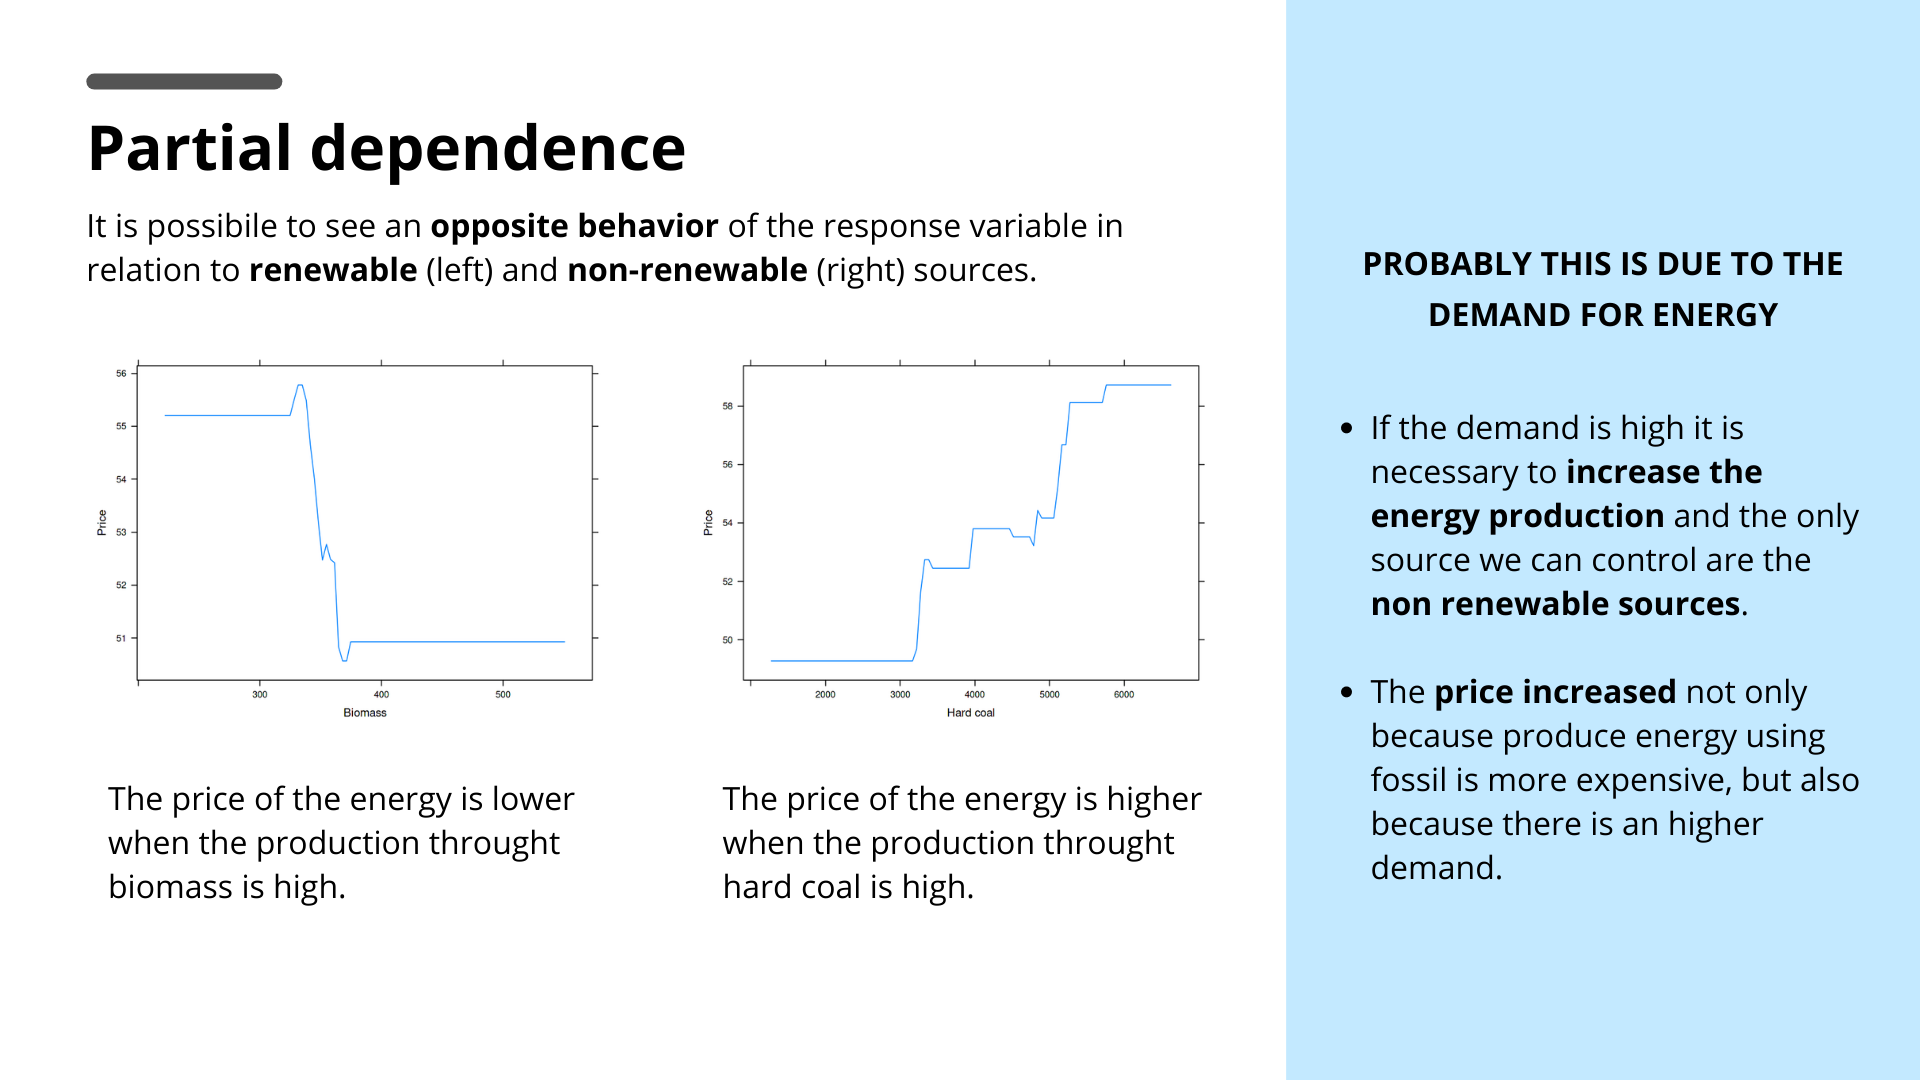 Partial dependence
It is possibile to see an opposite behavior of the response variable in
relation to renewable (left) and non-renewable (right) sources.
56
55
54
53
52
51
Price
300
400
500
Biomass
58
56
54
52
50
Price
2000
3000
4000
5000
6000
Hard coal
The price of the energy is lower
when the production throught
biomass is high.
The price of the energy is higher
when the production throught
hard coal is high.
PROBABLY THIS IS DUE TO THE
DEMAND FOR ENERGY
• If the demand is high it is
necessary to increase the
energy production and the only
source we can control are the
non renewable sources.
• The price increased not only
because produce energy using
fossil is more expensive, but also
because there is an higher
demand.